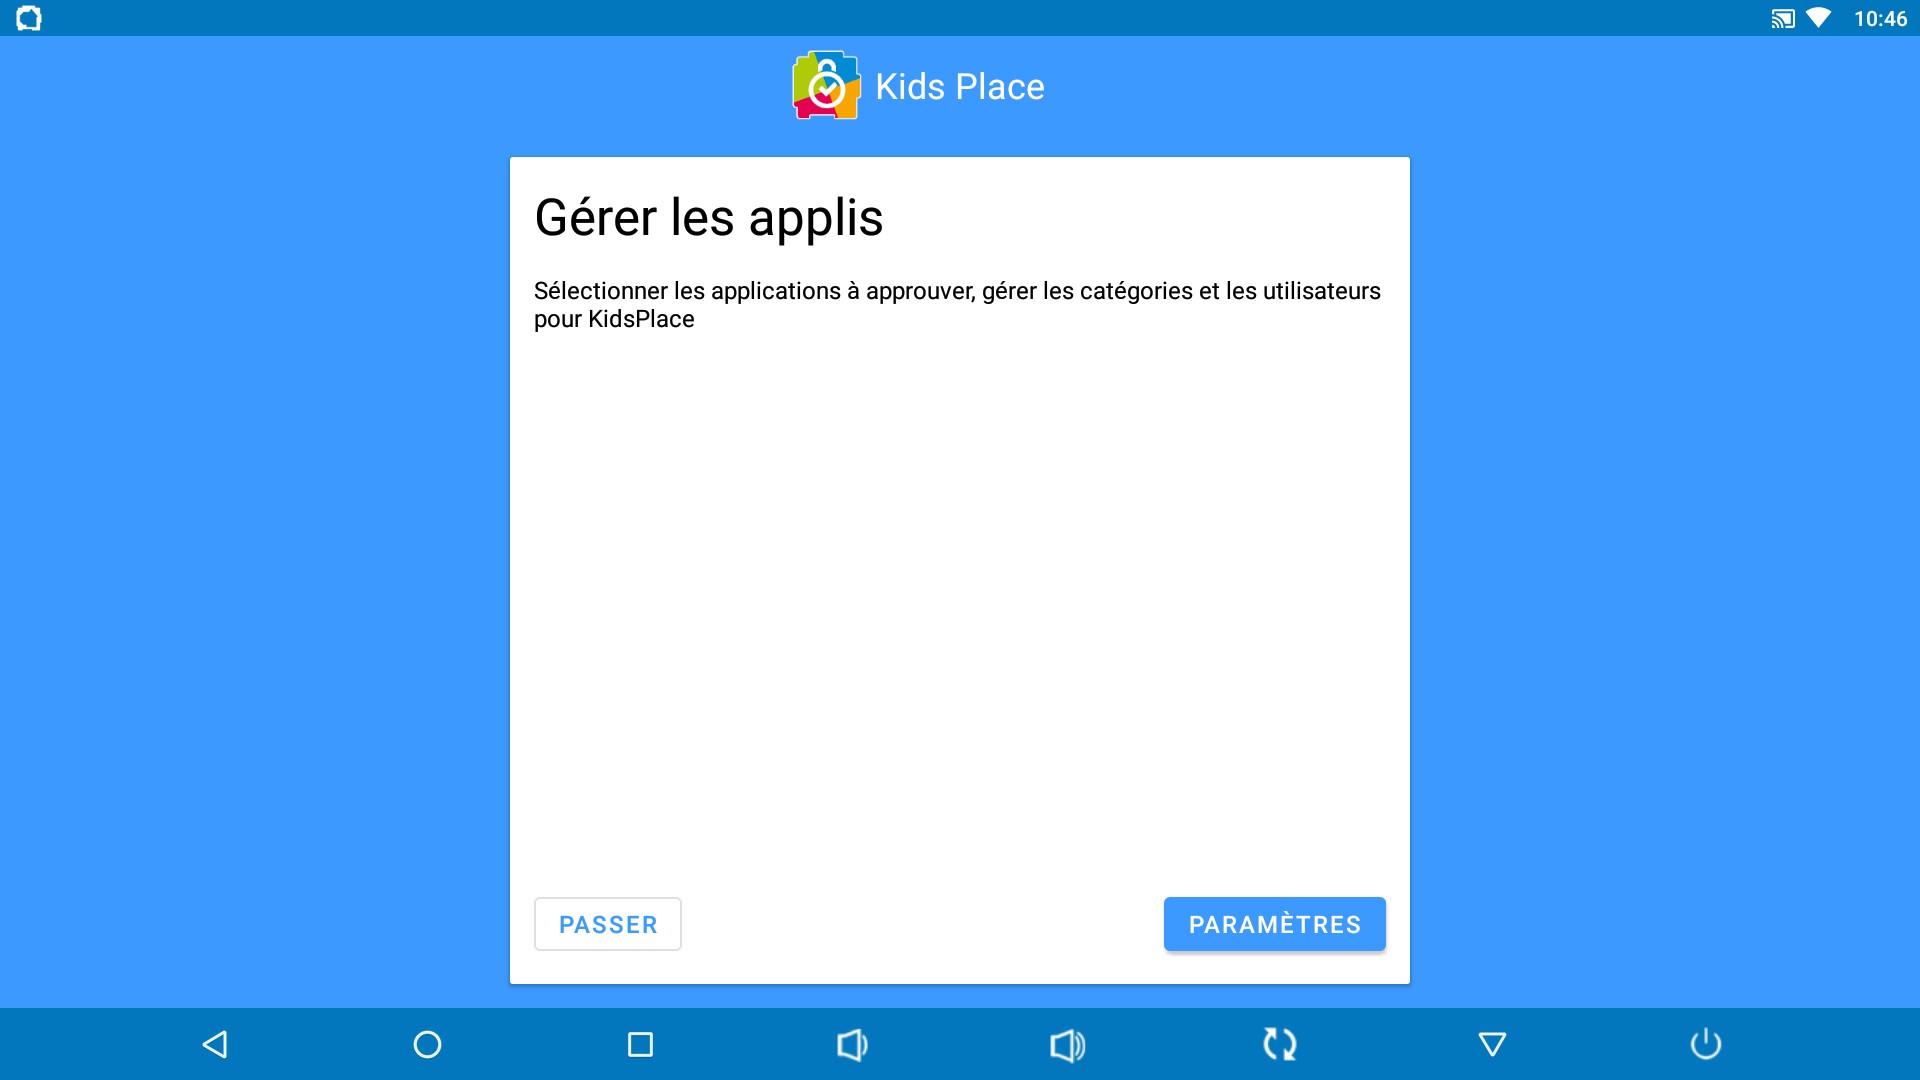 10:46
Kids Place
Gérer les applis
Sélectionner les applications à approuver, gérer les catégories et les utilisateurs
pour KidsPlace
PASSER
PARAMÈTRES